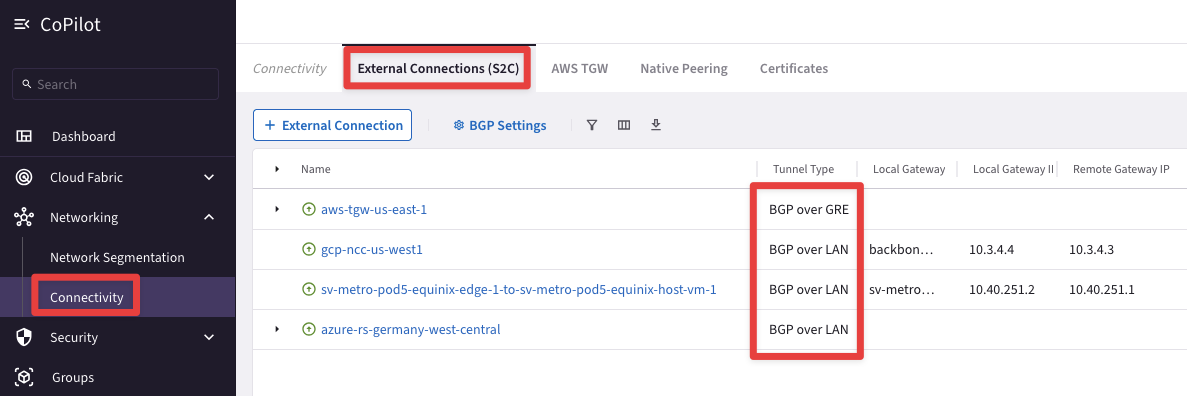 CoPilot
Search
Dashboard
Cloud Fabric
Networking
Network Segmentation
Connectivity
Security
Groups
Connectivity External Connections (S2C) AWS TGW Native Peering Certificates
+ External Connection BGP Settings
Name Tunnel Type Local Gateway Local Gateway II Remote Gateway IP
aws-tgw-us-east-1 BGP over GRE
gcp-ncc-us-west1 BGP over LAN backbon... 10.3.4.4 10.3.4.3
sv-metro-pod5-equinix-edge-1-to-sv-metro-pod5-equinix-host-vm-1 BGP over LAN sv-metro... 10.40.251.2 10.40.251.1
azure-rs-germany-west-central BGP over LAN